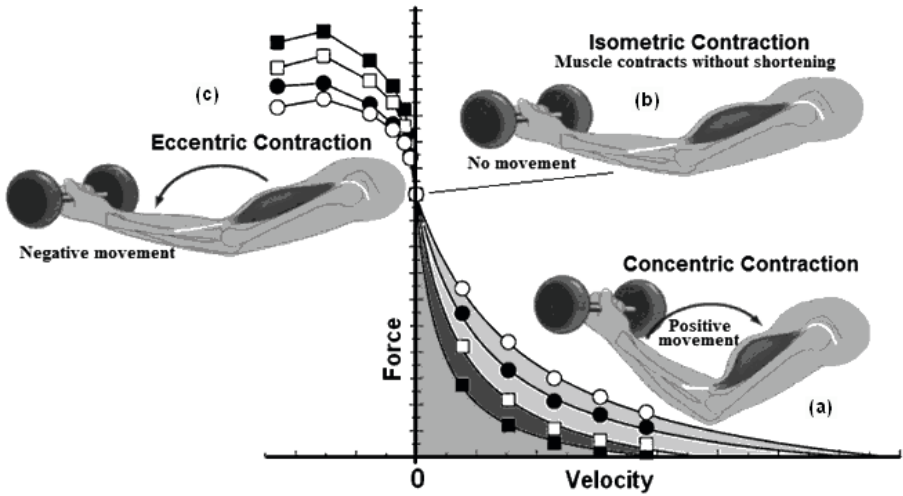 Isometric Contraction
Muscle contracts without shortening
(b)
No movement
(c)
Eccentric Contraction
Negative movement
Concentric Contraction
Positive
movement
(a)
Force
0
Velocity